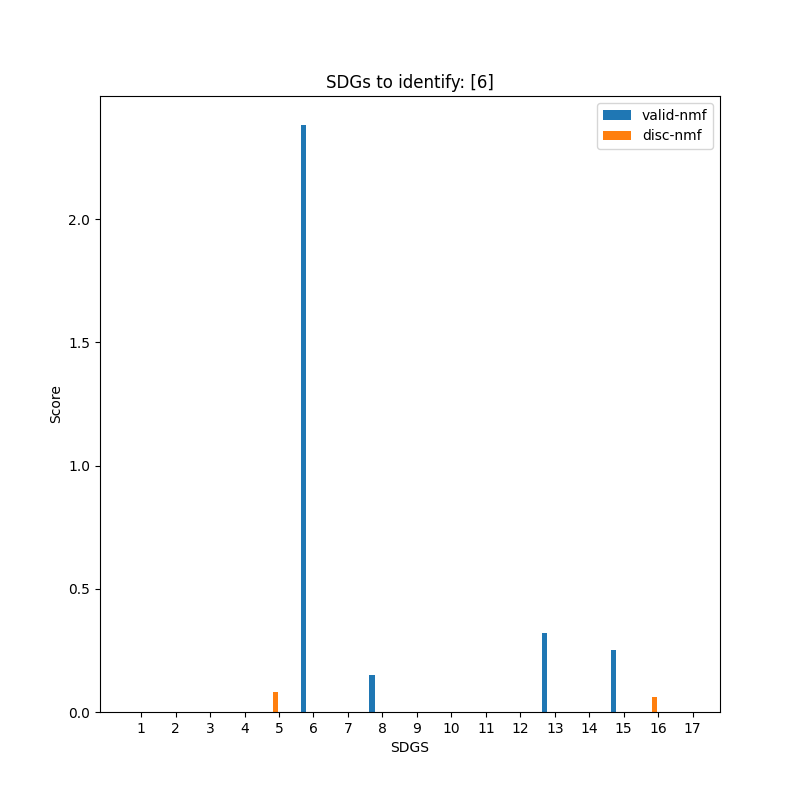 SDGs to identify: [6]
valid-nmf
disc-nmf
2.0
1.5
1.0
0.5
0.0
Score
1 2 3 4 5 6 7 8 9 10 11 12 13 14 15 16 17
SDGS